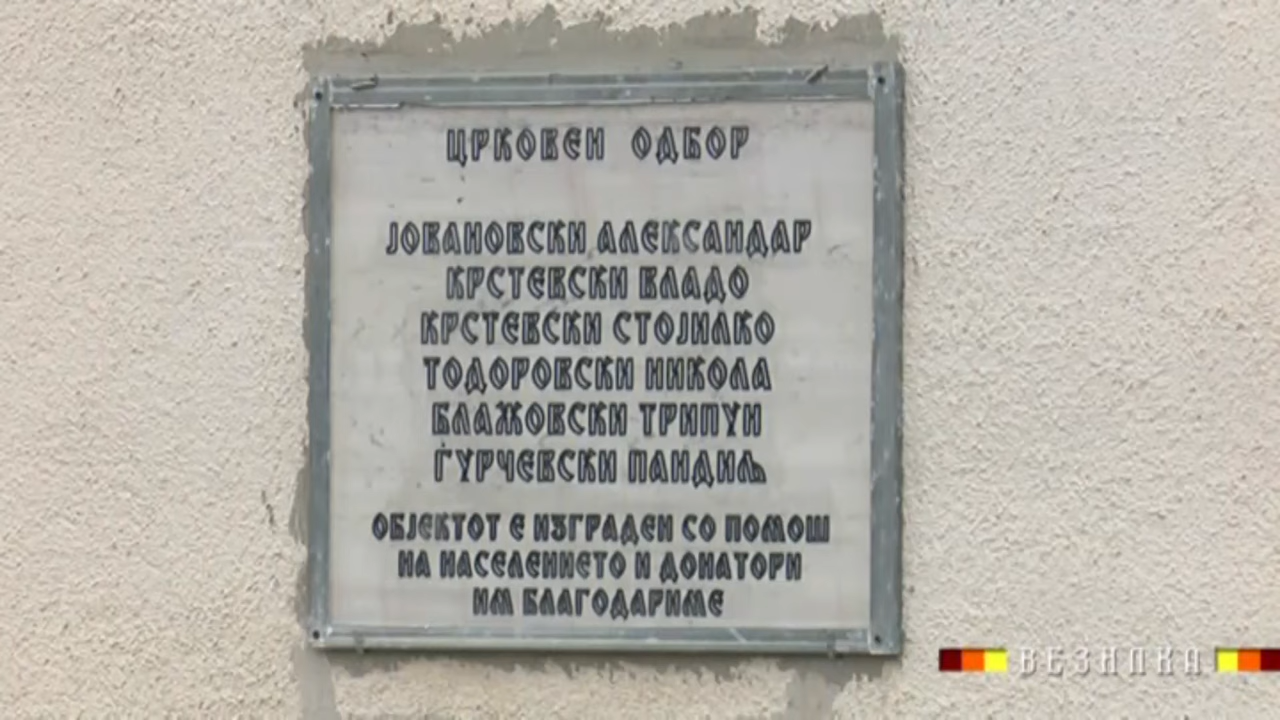 ЦРКОВЕН ОДБОР
ЈОВАНОВСКИ АЛЕКСАНДАР
КРСТЕВСКИ ВЛАДО
КРСТЕВСКИ СТОЈИЛКО
ТОДОРОВСКИ НИКОЛА
БЛАЖОВСКИ ТРИПУН
ЃУРЧЕВСКИ ПАНДИЉ
ОБЈЕКТОТ Е ИЗГРАДЕН СО ПОМОШ
НА НАСЕЛЕНИЕТО И ДОНАТОРИ
ИМ БЛАГОДАРИМЕ
ВЕЗИЛКА